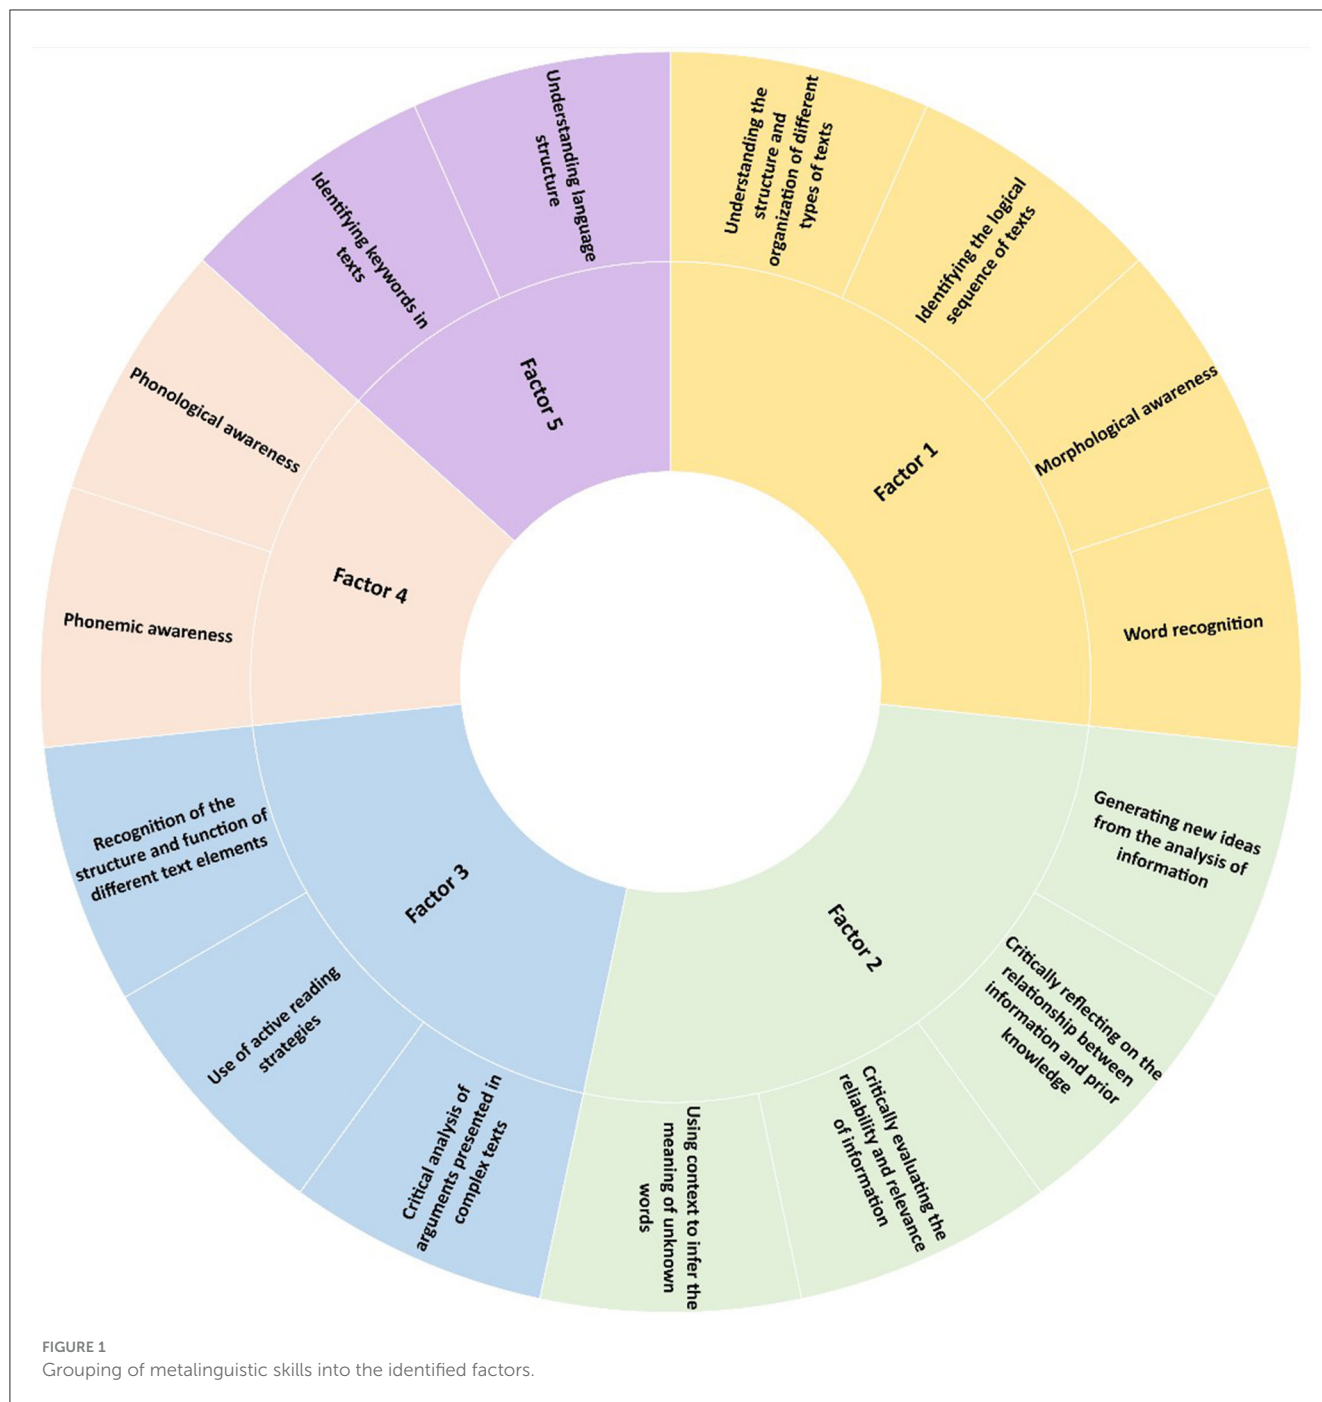 Understanding the
structure and
organization of different
types of texts
Identifying the logical
sequence of texts
Morphological awareness
Word recognition
Factor 1
Generating new ideas
from the analysis of
information
Critically reflecting on the
relationship between
information and prior
knowledge
Critically evaluating the
reliability and relevance
of information
Using context to infer the
meaning of unknown
words
Factor 2
Critical analysis of
arguments presented in
complex texts
Use of active reading
strategies
Recognition of the
structure and function of
different text elements
Factor 3
Phonemic awareness
Phonological awareness
Factor 4
Identifying keywords in
texts
Understanding language
structure
Factor 5
FIGURE 1
Grouping of metalinguistic skills into the identified factors.